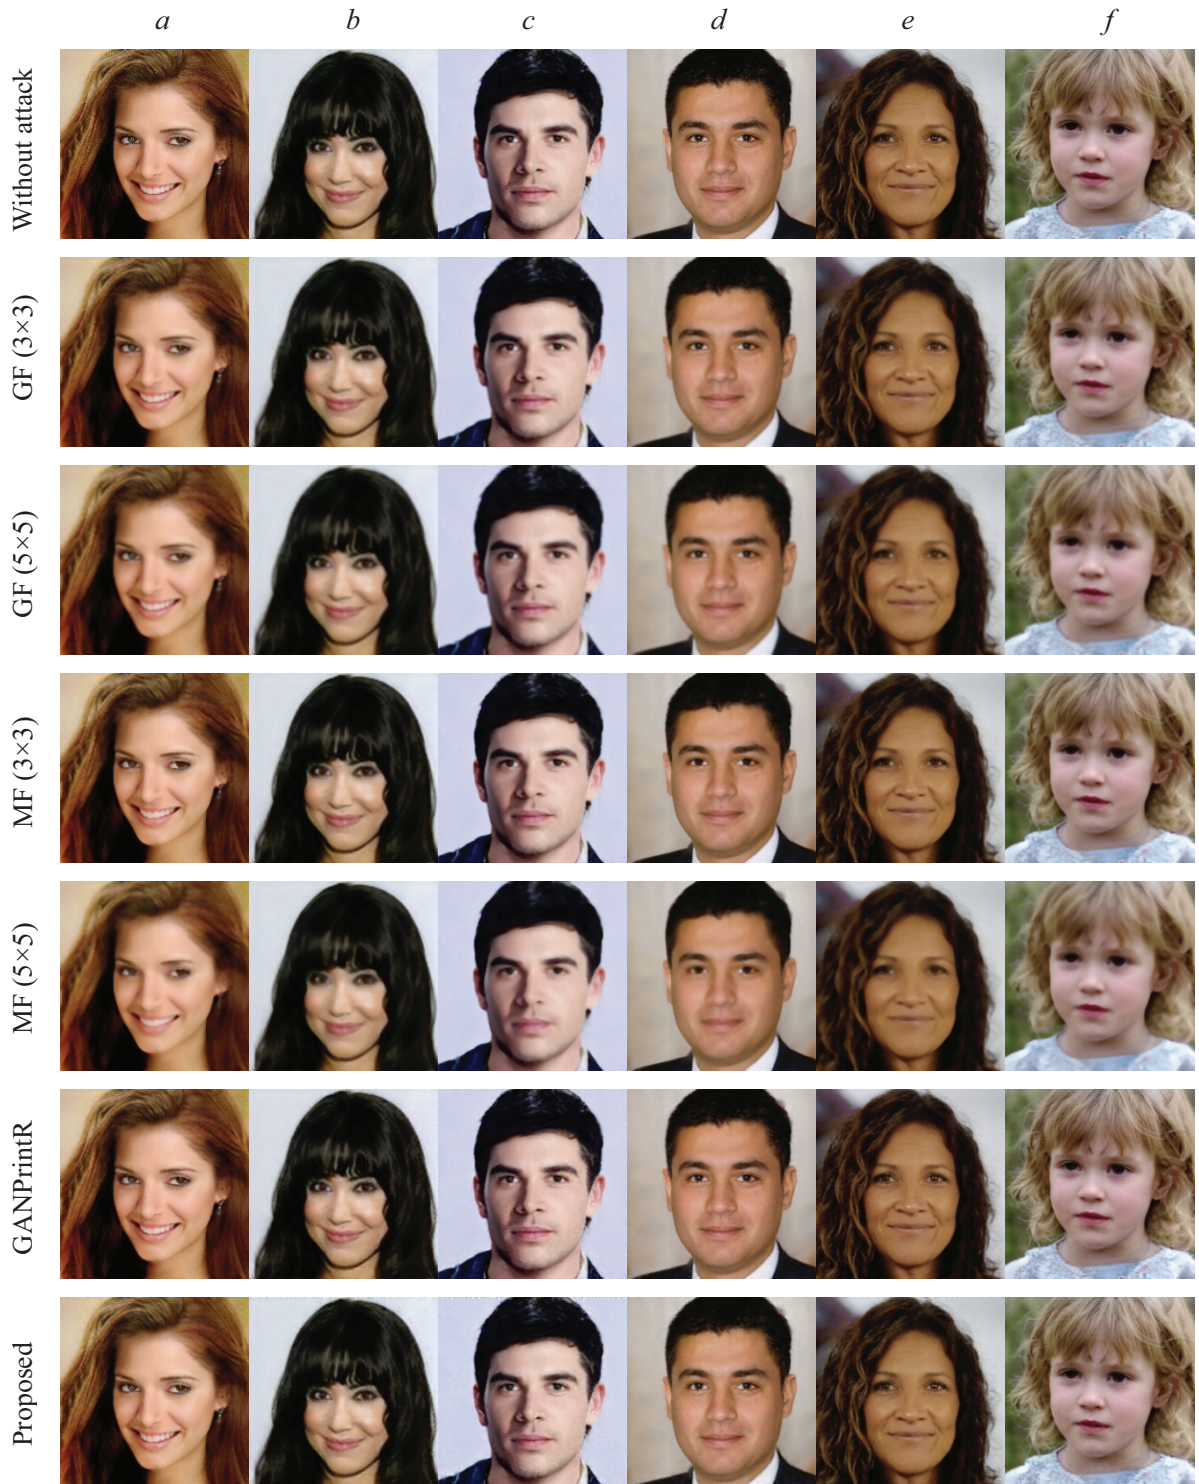 a b c d e f
Without attack
GF (3×3)
GF (5×5)
MF (3×3)
MF (5×5)
GANPrintR
Proposed